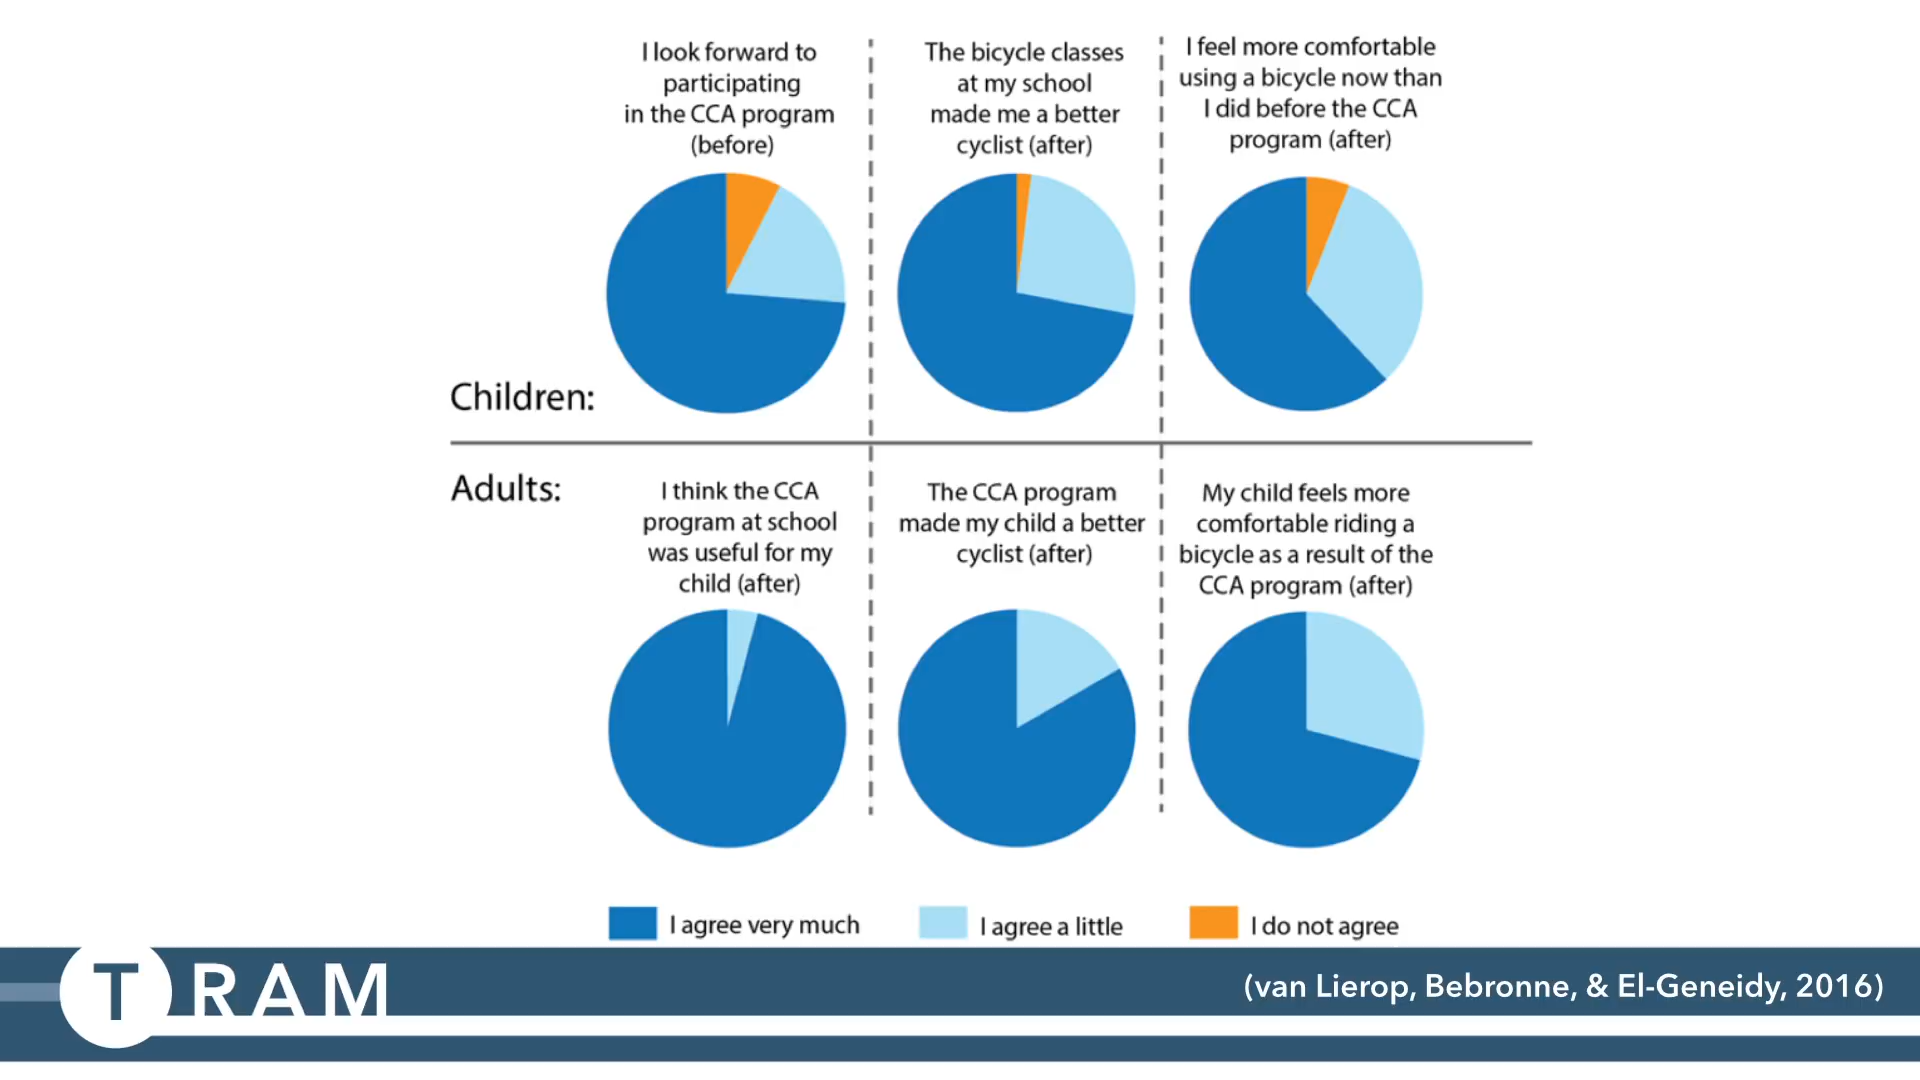 I look forward to
participating
in the CCA program
(before)
The bicycle classes
at my school
made me a better
cyclist (after)
I feel more comfortable
using a bicycle now than
I did before the CCA
program (after)
Children:
Adults:
I think the CCA
program at school
was useful for my
child (after)
The CCA program
made my child a better
cyclist (after)
My child feels more
comfortable riding a
bicycle as a result of the
CCA program (after)
I agree very much
I agree a little
I do not agree
TRAM
(van Lierop, Bebronne, & El-Geneidy, 2016)